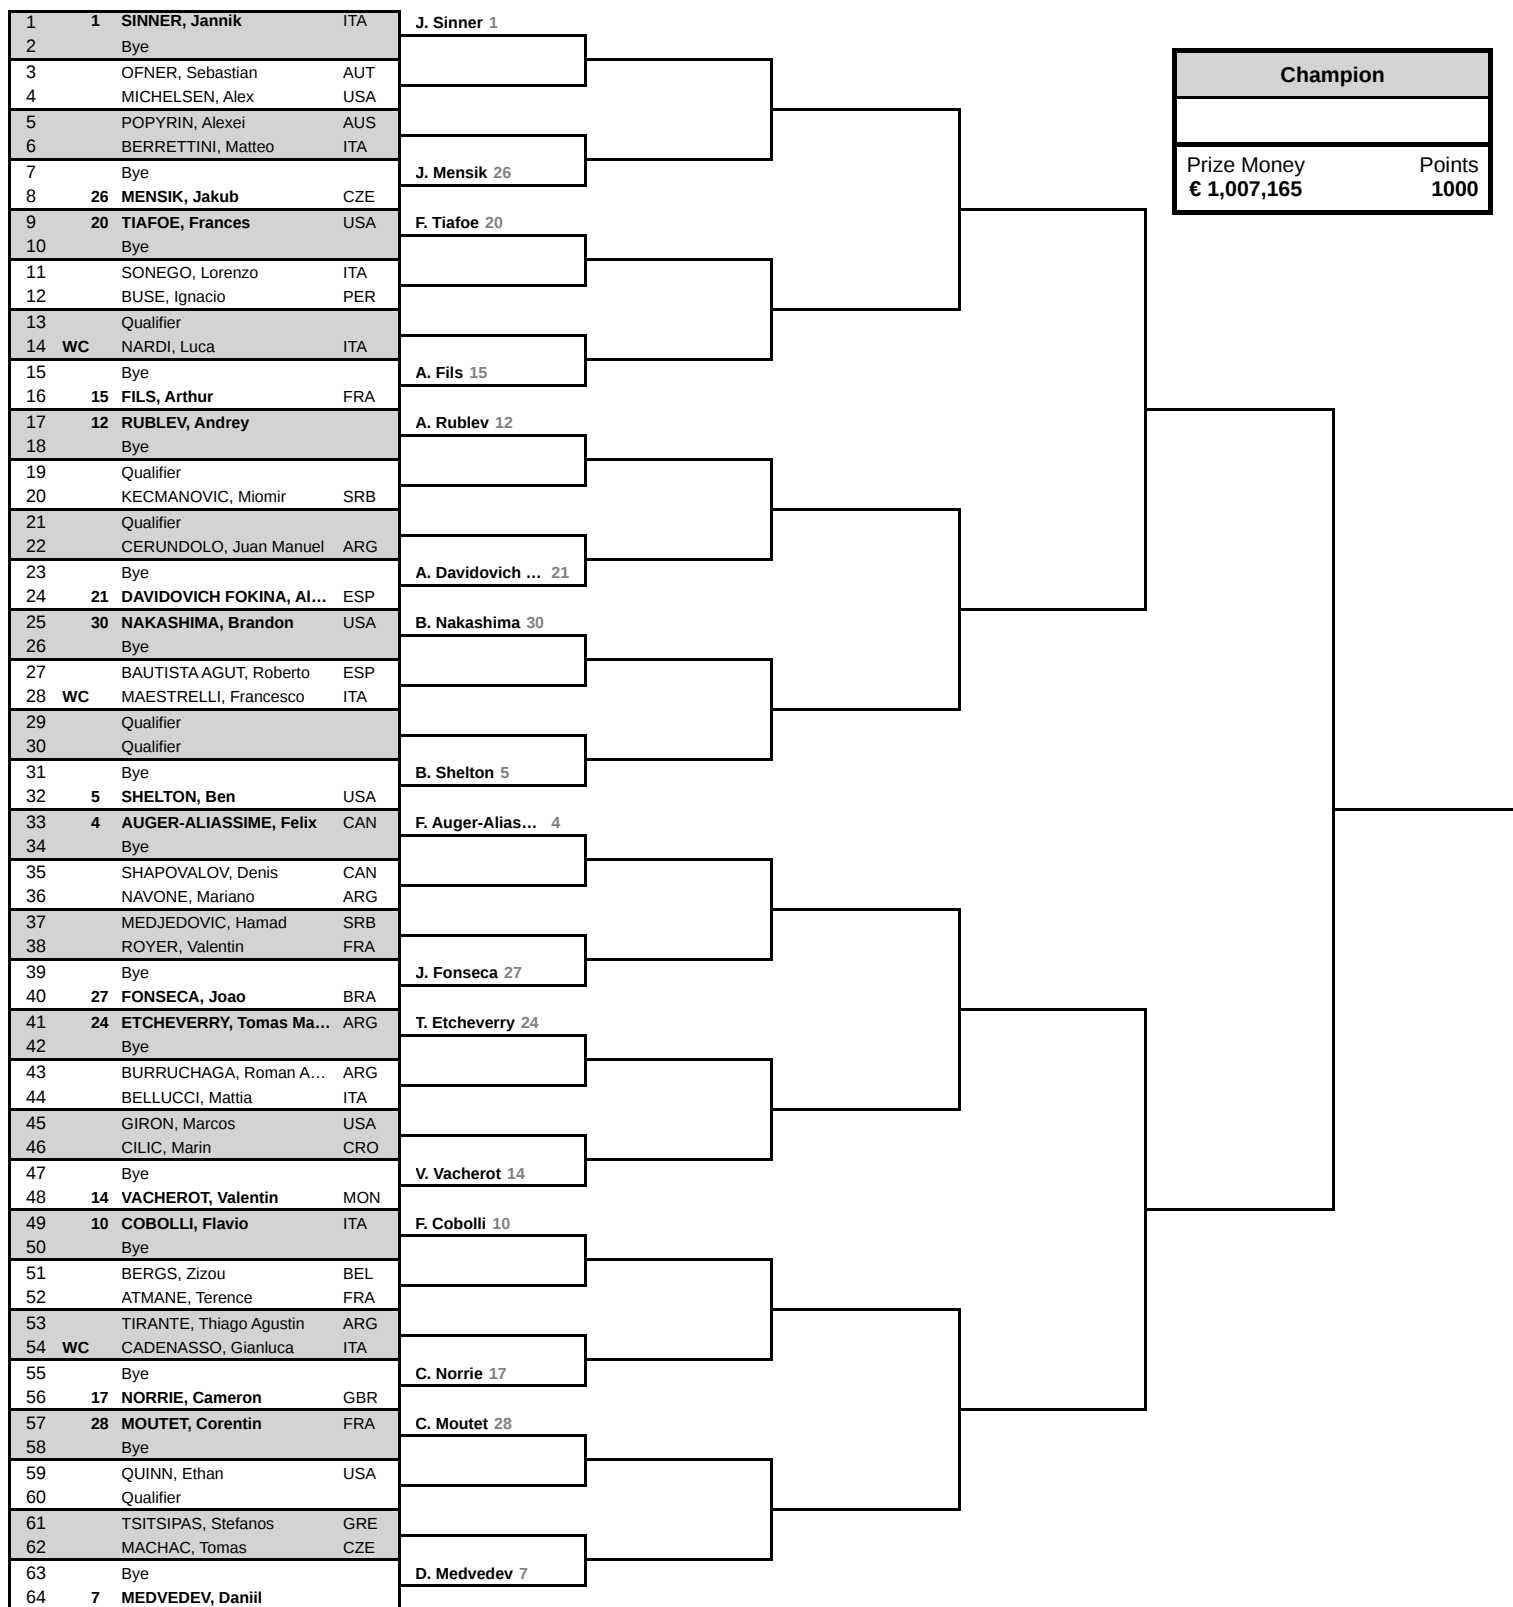 1 1 SINNER, Jannik ITA
J. Sinner 1
2 Bye
3 OFNER, Sebastian AUT
4 MICHELSEN, Alex USA
5 POPYRIN, Alexei AUS
6 BERRETTINI, Matteo ITA
7 Bye
J. Mensik 26
8 26 MENSIK, Jakub CZE
9 20 TIAFOE, Frances USA
F. Tiafoe 20
10 Bye
11 SONEGO, Lorenzo ITA
12 BUSE, Ignacio PER
13 Qualifier
14 WC NARDI, Luca ITA
15 Bye
A. Fils 15
16 15 FILS, Arthur FRA
17 12 RUBLEV, Andrey
A. Rublev 12
18 Bye
19 Qualifier
20 KECMANOVIC, Miomir SRB
21 Qualifier
22 CERUNDOLO, Juan Manuel ARG
23 Bye
A. Davidovich ... 21
24 21 DAVIDOVICH FOKINA, Al... ESP
25 30 NAKASHIMA, Brandon USA
B. Nakashima 30
26 Bye
27 BAUTISTA AGUT, Roberto ESP
28 WC MAESTRELLI, Francesco ITA
29 Qualifier
30 Qualifier
31 Bye
B. Shelton 5
32 5 SHELTON, Ben USA
33 4 AUGER-ALIASSIME, Felix CAN
F. Auger-Alias... 4
34 Bye
35 SHAPOVALOV, Denis CAN
36 NAVONE, Mariano ARG
37 MEDJEDOVIC, Hamad SRB
38 ROYER, Valentin FRA
39 Bye
J. Fonseca 27
40 27 FONSECA, Joao BRA
41 24 ETCHEVERRY, Tomas Ma... ARG
T. Etcheverry 24
42 Bye
43 BURRUCHAGA, Roman A... ARG
44 BELLUCCI, Mattia ITA
45 GIRON, Marcos USA
46 CILIC, Marin CRO
47 Bye
V. Vacherot 14
48 14 VACHEROT, Valentin MON
49 10 COBOLLI, Flavio ITA
F. Cobolli 10
50 Bye
51 BERGS, Zizou BEL
52 ATMANE, Terence FRA
53 TIRANTE, Thiago Agustin ARG
54 WC CADENASSO, Gianluca ITA
55 Bye
C. Norrie 17
56 17 NORRIE, Cameron GBR
57 28 MOUTET, Corentin FRA
C. Moutet 28
58 Bye
59 QUINN, Ethan USA
60 Qualifier
61 TSITSIPAS, Stefanos GRE
62 MACHAC, Tomas CZE
63 Bye
D. Medvedev 7
64 7 MEDVEDEV, Daniil
Champion
Prize Money Points
€ 1,007,165 1000